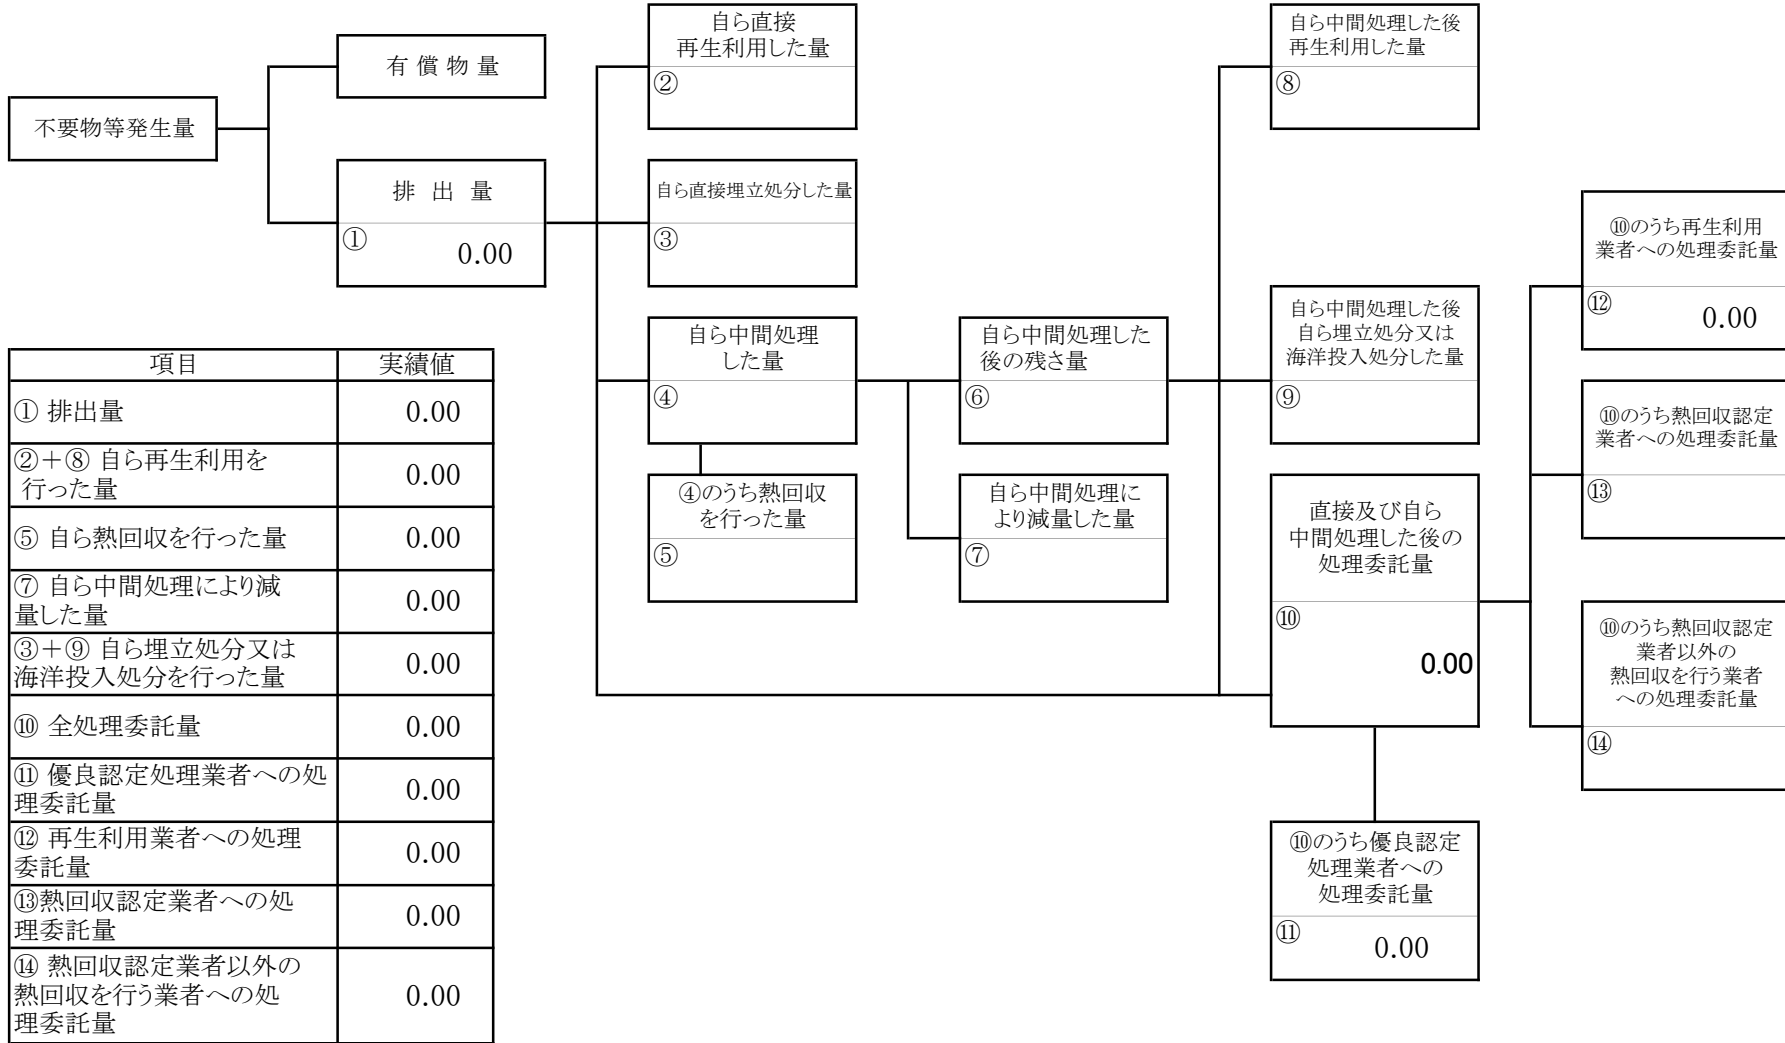 不要物等発生量
有 償 物 量
排 出 量
①
0.00
自ら直接
再生利用した量
②
自ら直接埋立処分した量
③
自ら中間処理
した量
④
④のうち熱回収
を行った量
⑤
自ら中間処理した
後の残さ量
⑥
自ら中間処理に
より減量した量
⑦
自ら中間処理した後
再生利用した量
⑧
自ら中間処理した後
自ら埋立処分又は
海洋投入処分した量
⑨
直接及び自ら
中間処理した後の
処理委託量
⑩
0.00
⑩のうち優良認定
処理業者への
処理委託量
⑪
0.00
⑩のうち再生利用
業者への処理委託量
⑫
0.00
⑩のうち熱回収認定
業者への処理委託量
⑬
⑩のうち熱回収認定
業者以外の
熱回収を行う業者
への処理委託量
⑭
項目 実績値
① 排出量 0.00
②＋⑧ 自ら再生利用を
行った量 0.00
⑤ 自ら熱回収を行った量 0.00
⑦ 自ら中間処理により減
量した量 0.00
③＋⑨ 自ら埋立処分又は
海洋投入処分を行った量 0.00
⑩ 全処理委託量 0.00
⑪ 優良認定処理業者への処
理委託量 0.00
⑫ 再生利用業者への処理
委託量 0.00
⑬熱回収認定業者への処
理委託量 0.00
⑭ 熱回収認定業者以外の
熱回収を行う業者への処
理委託量 0.00